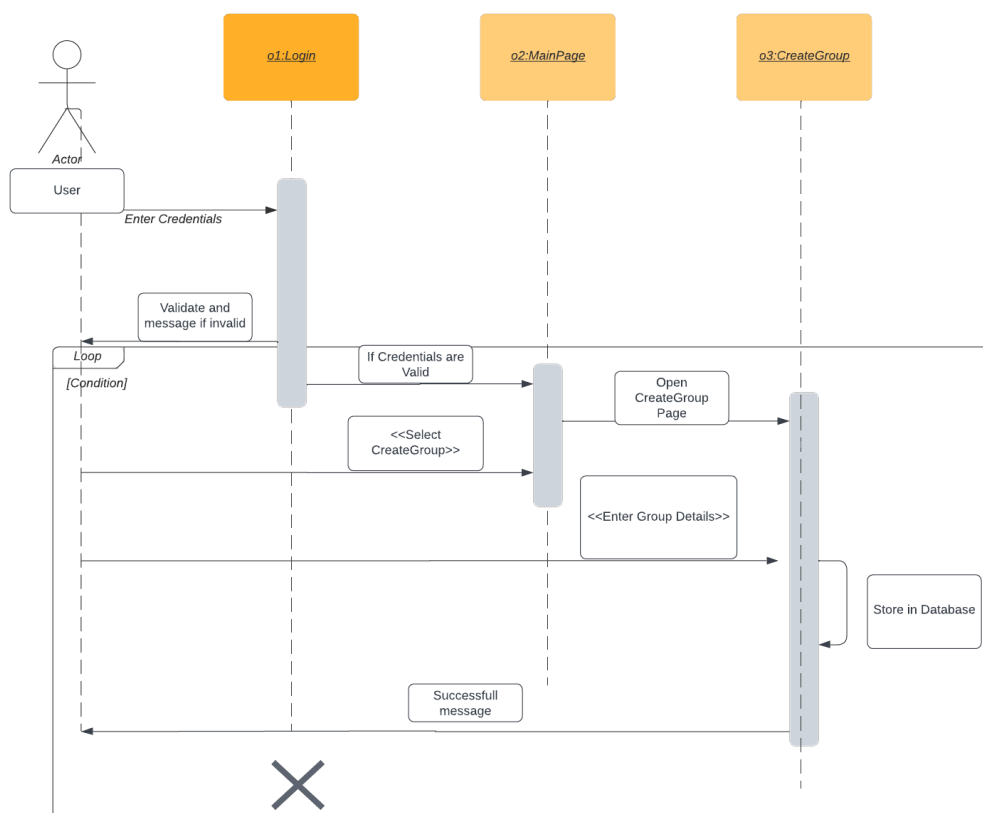 o1:Login
o2:MainPage
o3:CreateGroup
Actor
User
Enter Credentials
Validate and
message if invalid
Loop
[Condition]
If Credentials are
Valid
Open
CreateGroup
Page
<<Select
CreateGroup>>
<<Enter Group Details>>
Store in Database
Successfull
message